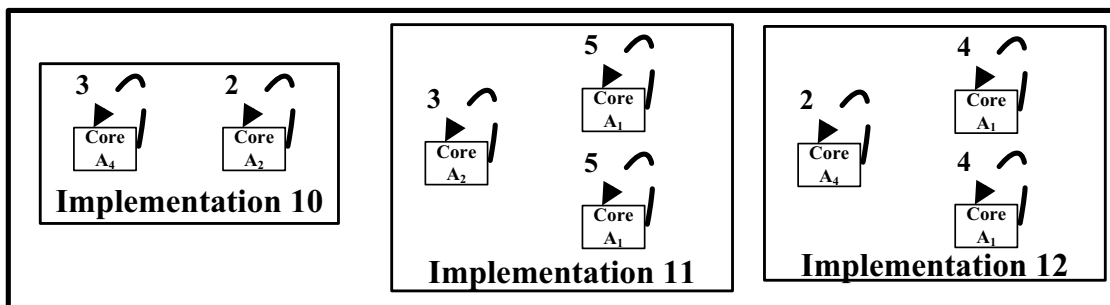 3 2
Core Core
A₄ A₂
Implementation 10
5
Core
A₁
3
Core
A₂
5
Core
A₁
Implementation 11
4
Core
A₁
2
Core
A₄
4
Core
A₁
Implementation 12